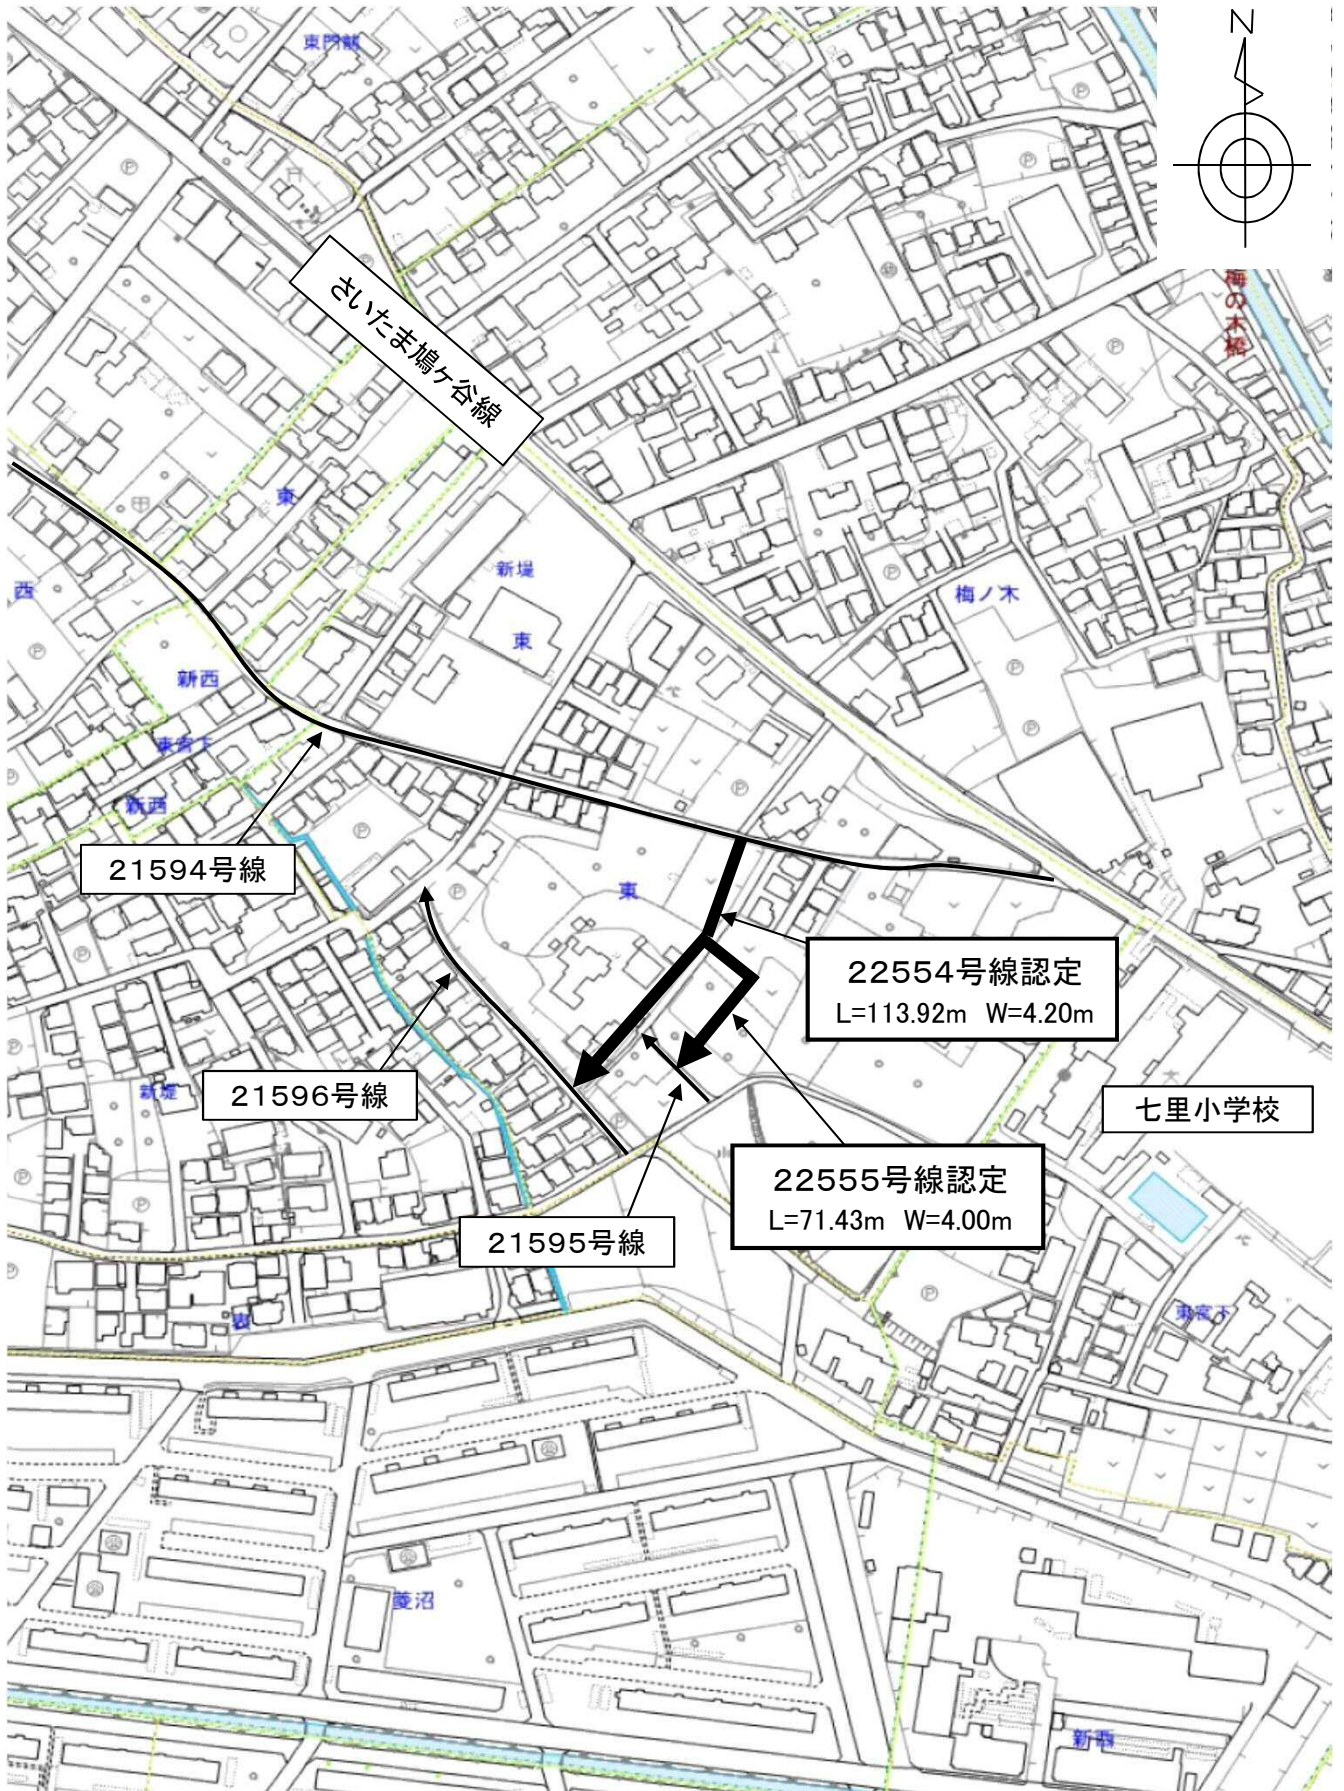 N
東門前
さいたま鳩ヶ谷線
梅の木橋
東
新堤
梅ノ木
西
東
新西
東宮下
新西
21594号線
東
22554号線認定
L=113.92m W=4.20m
21596号線
新堤
七里小学校
22555号線認定
L=71.43m W=4.00m
21595号線
表
東宮下
菱沼
新西